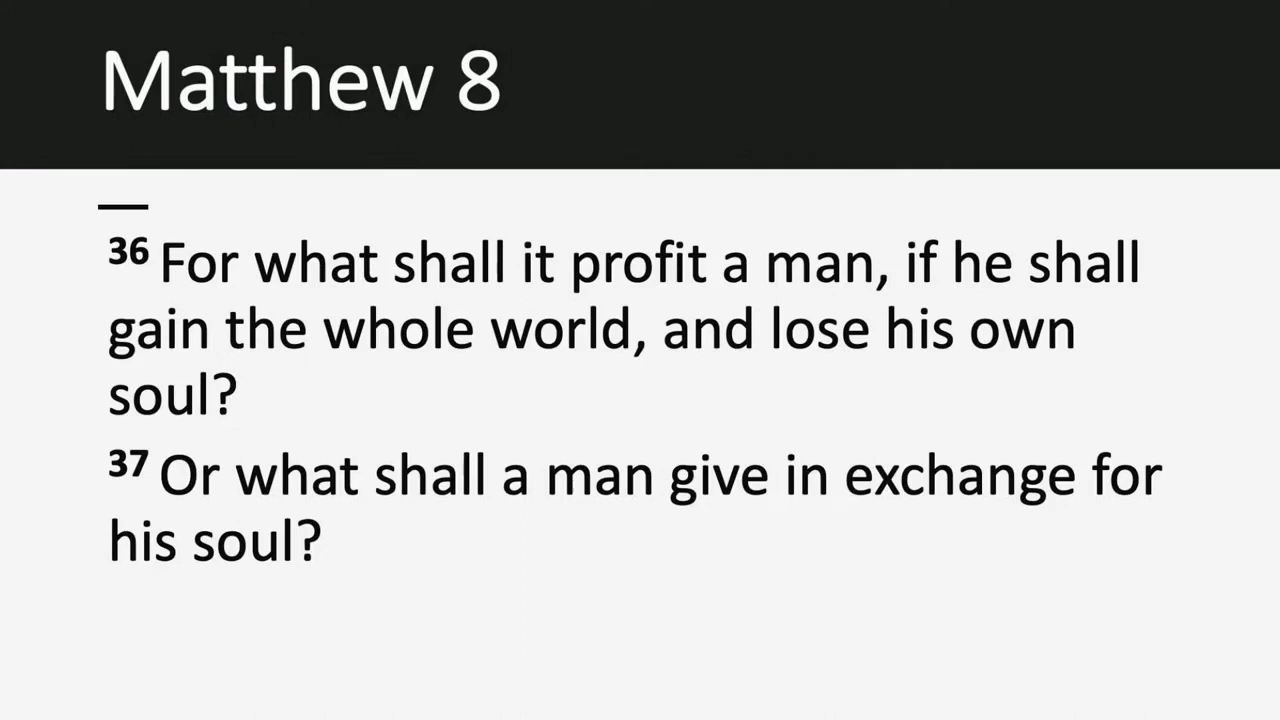 Matthew 8
36 For what shall it profit a man, if he shall
gain the whole world, and lose his own
soul?
37 Or what shall a man give in exchange for
his soul?